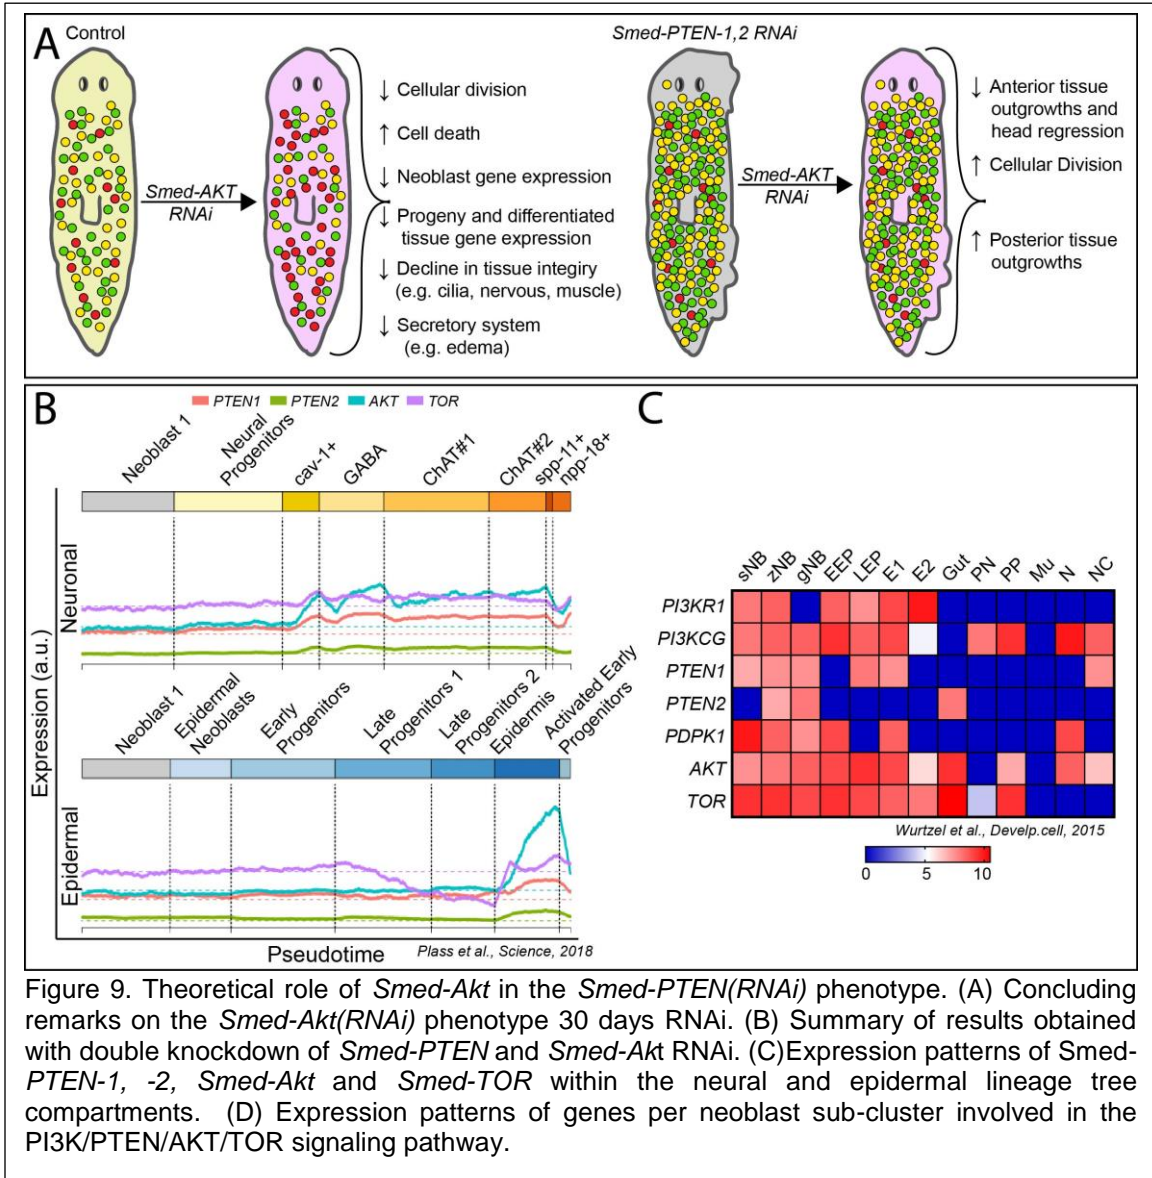 A
Control
Smed-AKT
RNAi
↓ Cellular division
↑ Cell death
↓ Neoblast gene expression
↓ Progeny and differentiated
tissue gene expression
↓ Decline in tissue integiry
(e.g. cilia, nervous, muscle)
↓ Secretory system
(e.g. edema)
Smed-PTEN-1,2 RNAi
Smed-AKT
RNAi
↓ Anterior tissue
outgrowths and
head regression
↑ Cellular Division
↑ Posterior tissue
outgrowths
B
PTEN1 PTEN2 AKT TOR
Neoblast 1
Neural
Progenitors
cav-1+
GABA
ChAT#1
ChAT#2
spp-11+
npp-18+
Neuronal
Expression (a.u.)
Neoblast 1
Epidermal
Neoblasts
Early
Progenitors
Late
Progenitors 1
Late
Progenitors 2
Epidermis
Activated Early
Progenitors
Epidermal
Pseudotime
Plass et al., Science, 2018
C
sNB zNB gNB EEP LEP E1 E2 Gut PN PP Mu N NC
PI3KR1
PI3KCG
PTEN1
PTEN2
PDPK1
AKT
TOR
Wurtzel et al., Develp.cell, 2015
0 5 10
Figure 9. Theoretical role of Smed-Akt in the Smed-PTEN(RNAi) phenotype. (A) Concluding
remarks on the Smed-Akt(RNAi) phenotype 30 days RNAi. (B) Summary of results obtained
with double knockdown of Smed-PTEN and Smed-Akt RNAi. (C)Expression patterns of Smed-
PTEN-1, -2, Smed-Akt and Smed-TOR within the neural and epidermal lineage tree
compartments. (D) Expression patterns of genes per neoblast sub-cluster involved in the
PI3K/PTEN/AKT/TOR signaling pathway.